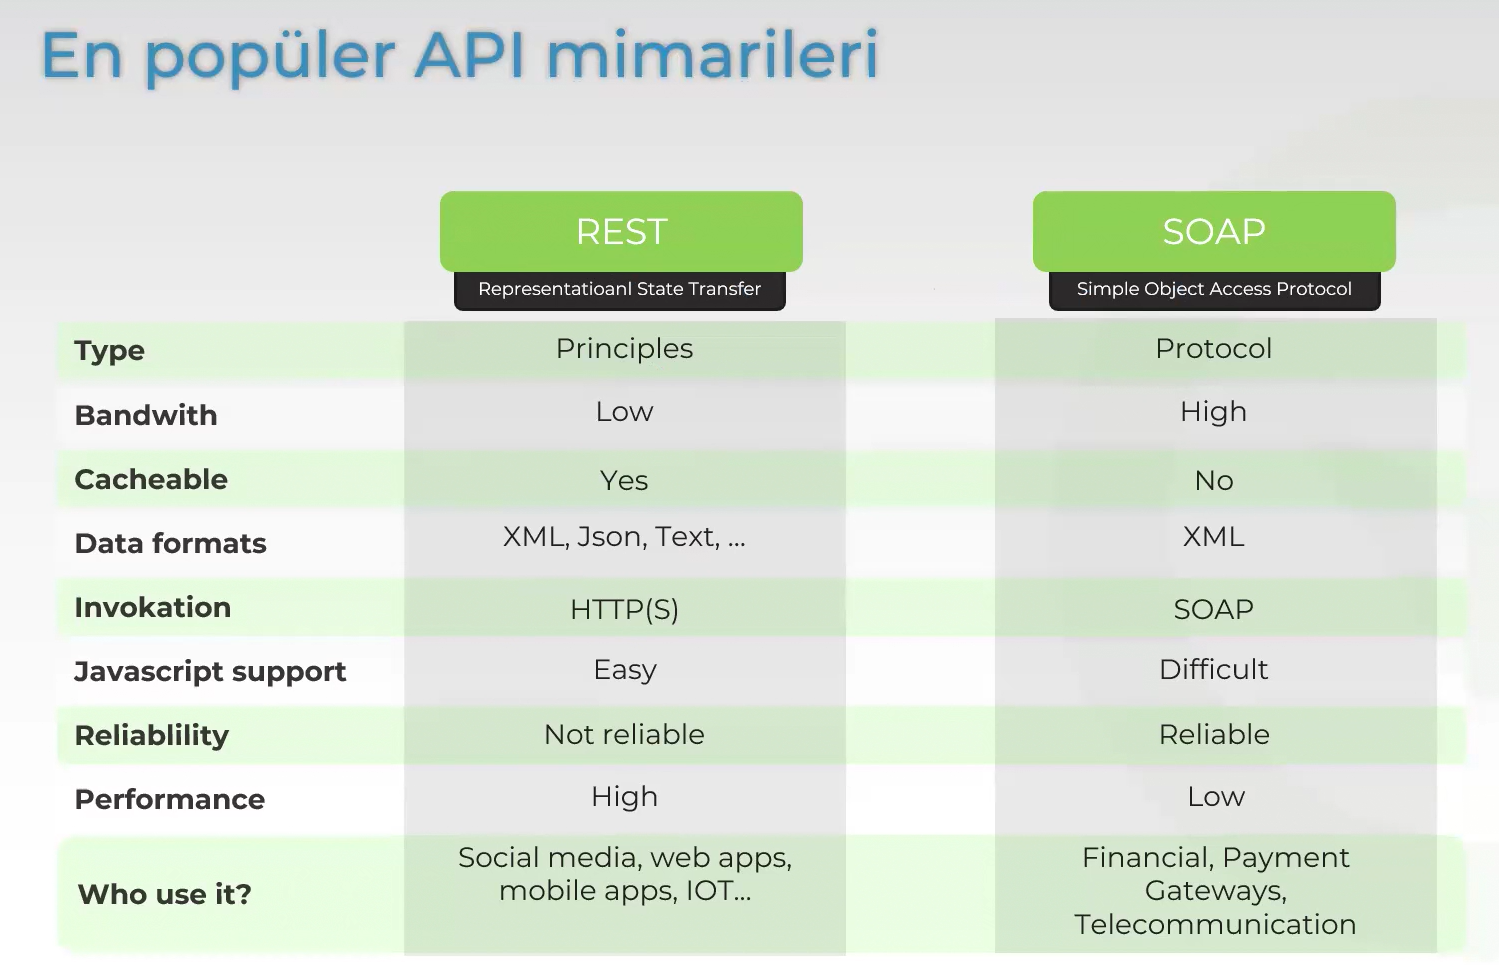 En popüler API mimarileri
REST
SOAP
Representatioanl State Transfer
Simple Object Access Protocol
Type Principles Protocol
Bandwith Low High
Cacheable Yes No
Data formats XML, Json, Text, ... XML
Invokation HTTP(S) SOAP
Javascript support Easy Difficult
Reliablility Not reliable Reliable
Performance High Low
Who use it?
Social media, web apps,
mobile apps, IOT...
Financial, Payment
Gateways,
Telecommunication